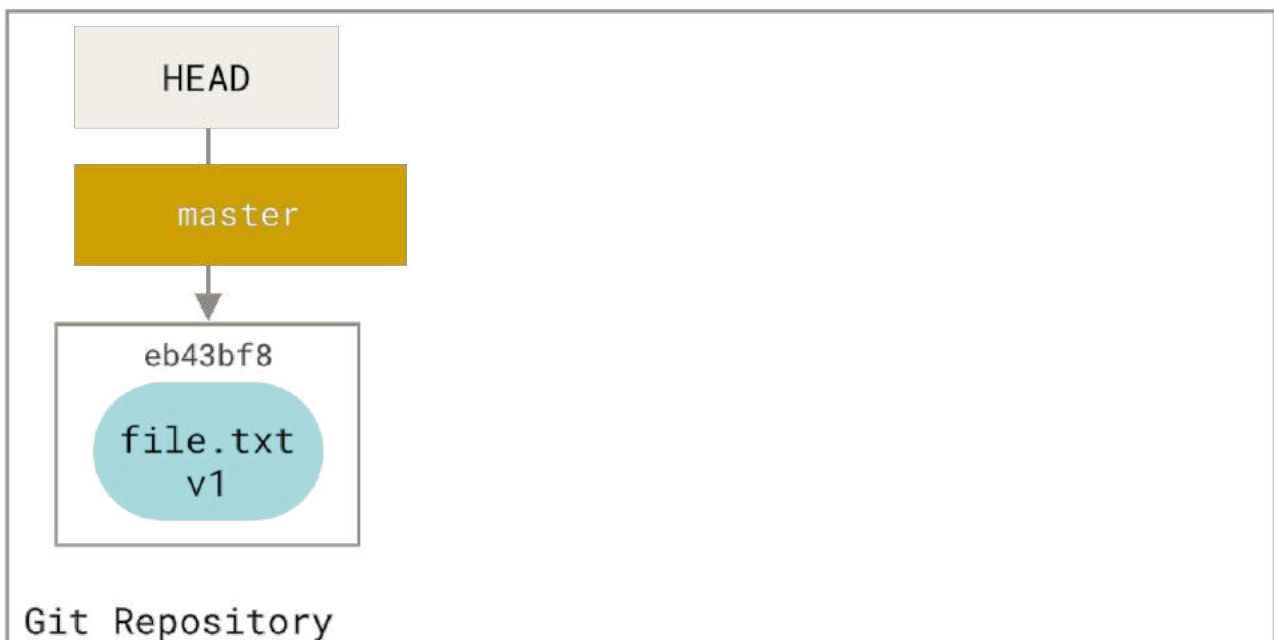 HEAD
master
eb43bf8
file.txt
v1
Git Repository